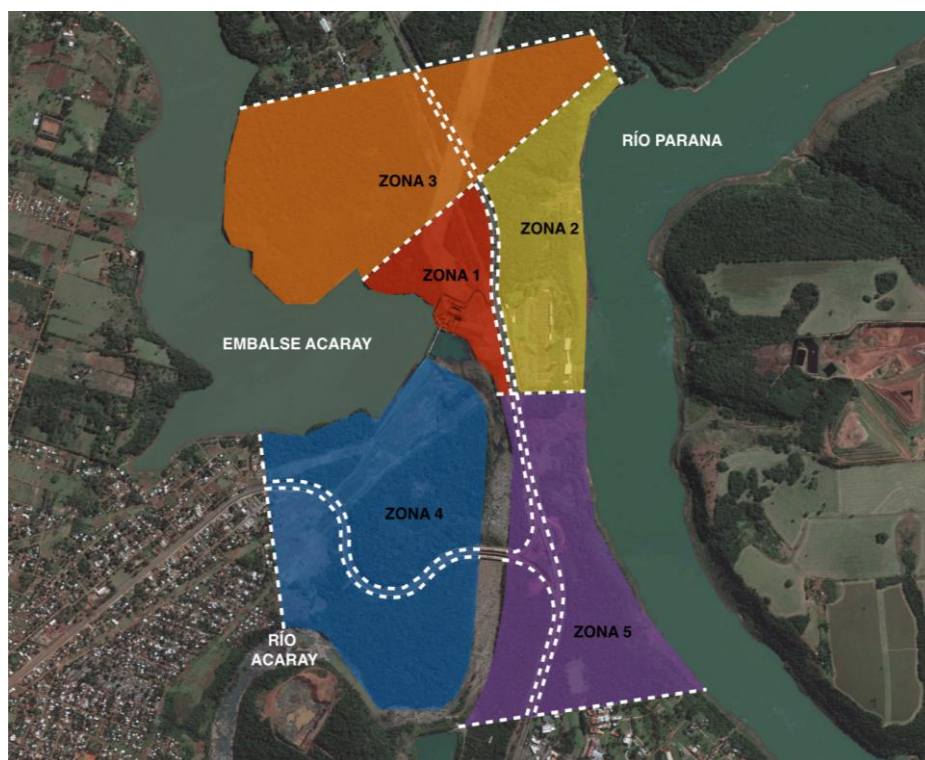 RÍO PARANA
ZONA 3
ZONA 2
ZONA 1
EMBALSE ACARAY
ZONA 4
ZONA 5
RÍO
ACARAY